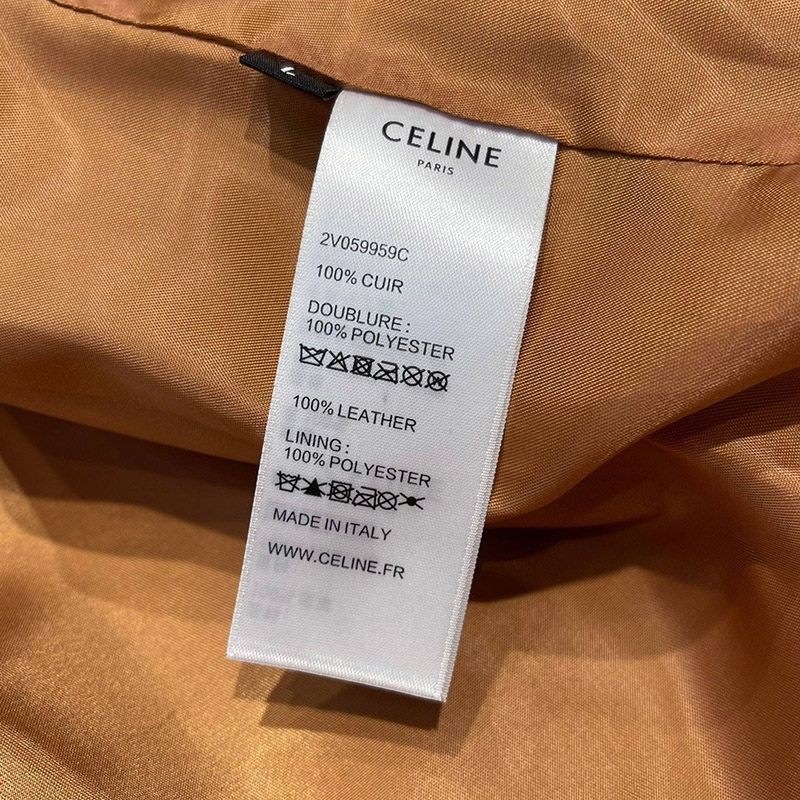 CELINE
PARIS
2V059959C
100% CUIR
DOUBLURE :
100% POLYESTER
100% LEATHER
LINING :
100% POLYESTER
MADE IN ITALY
WWW.CELINE.FR